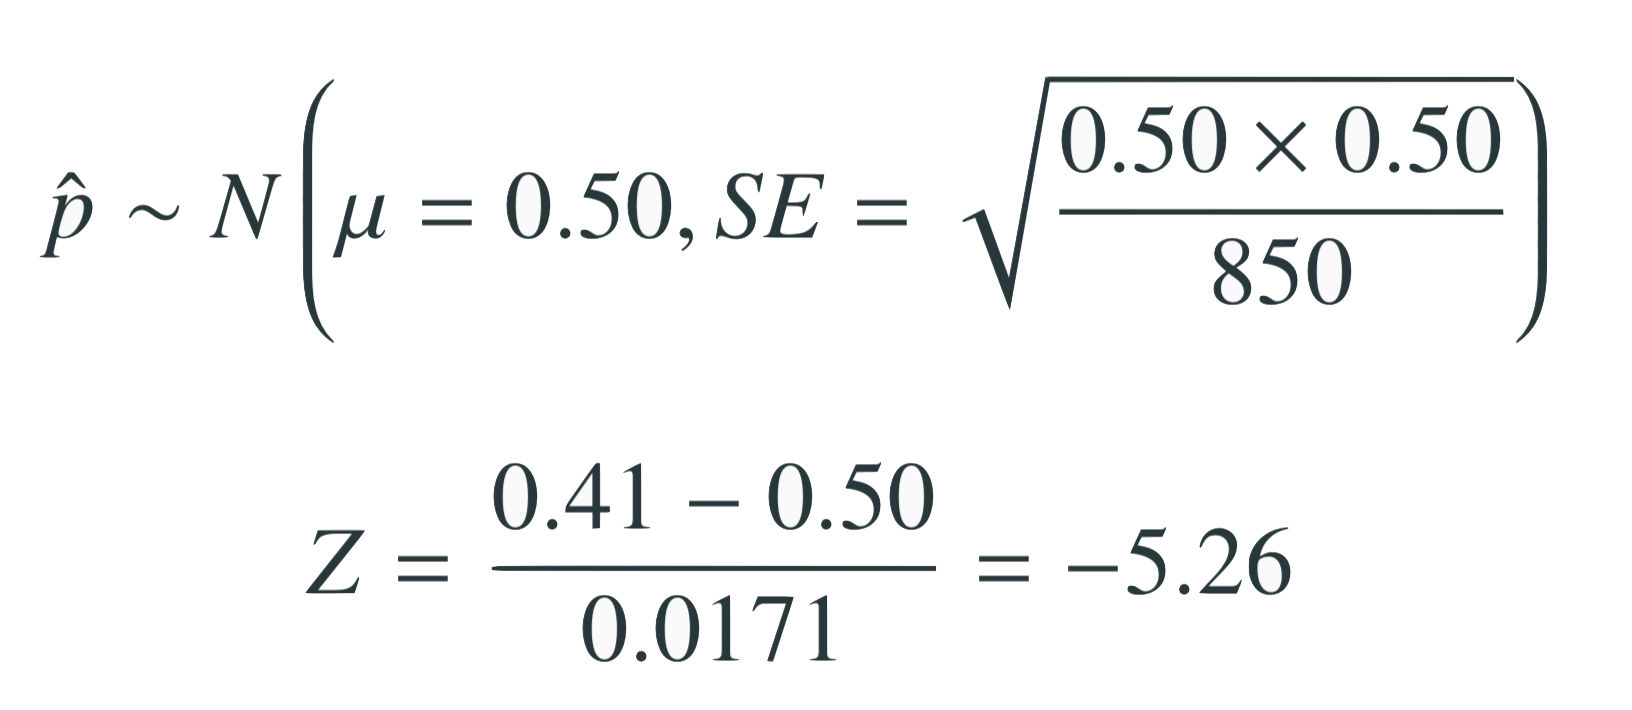 p̂ ~ N(μ = 0.50, SE = √(0.50 × 0.50 / 850))
Z = (0.41 − 0.50) / 0.0171 = −5.26